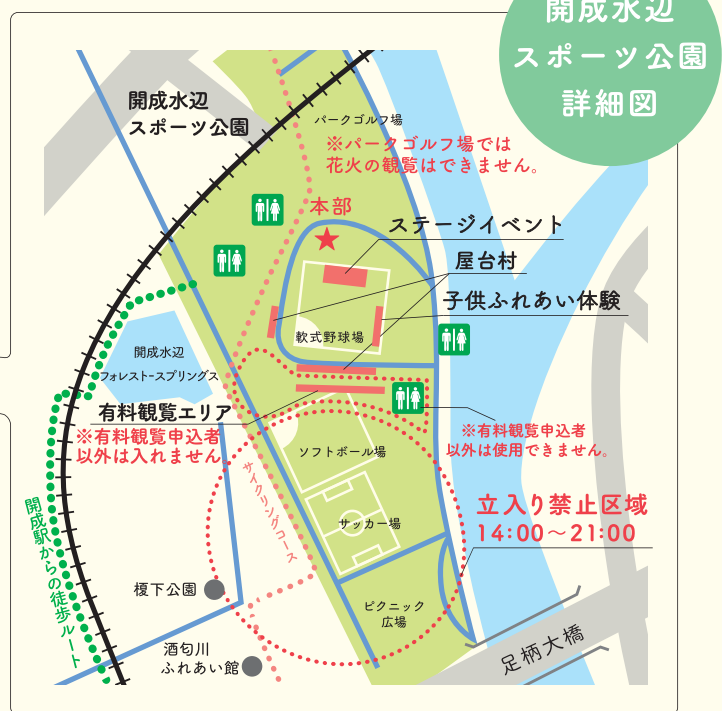 開成水辺
スポーツ公園
詳細図
開成水辺
スポーツ公園
パークゴルフ場
※パークゴルフ場では
花火の観覧はできません。
本部
ステージイベント
屋台村
子供ふれあい体験
軟式野球場
開成水辺
フォレストースプリングス
有料観覧エリア
※有料観覧申込者
以外は入れません
※有料観覧申込者
以外は使用できません。
ソフトボール場
サイクリングコース
サッカー場
立入り禁止区域
14:00〜21:00
開成駅からの徒歩ルート
榎下公園
ピクニック
広場
酒匂川
ふれあい館
足柄大橋